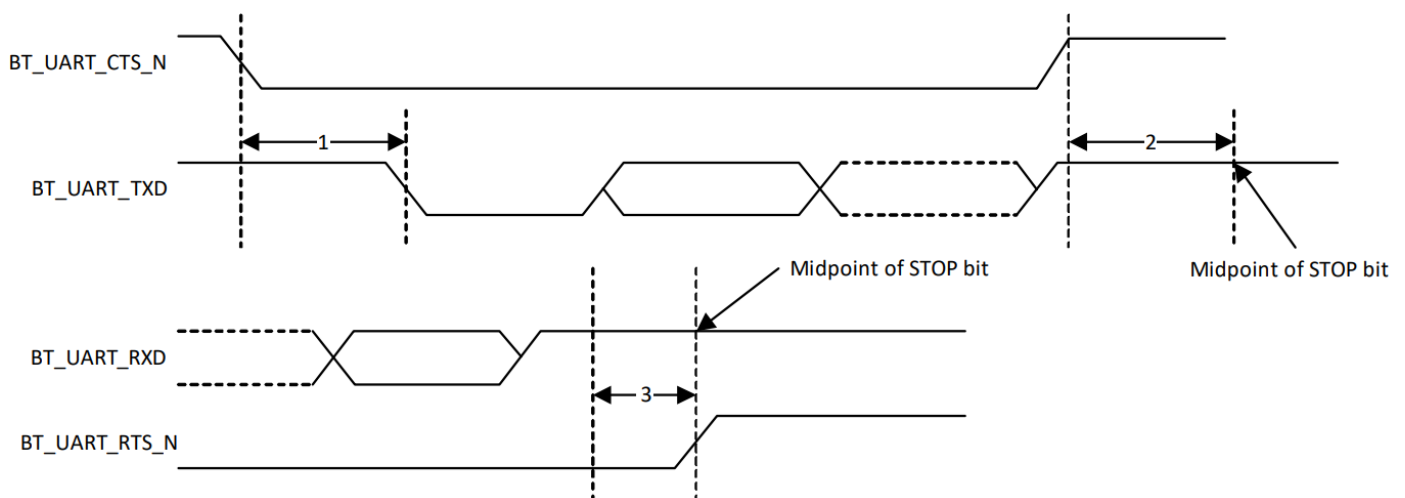 BT_UART_CTS_N
1
2
BT_UART_TXD
Midpoint of STOP bit
Midpoint of STOP bit
BT_UART_RXD
3
BT_UART_RTS_N